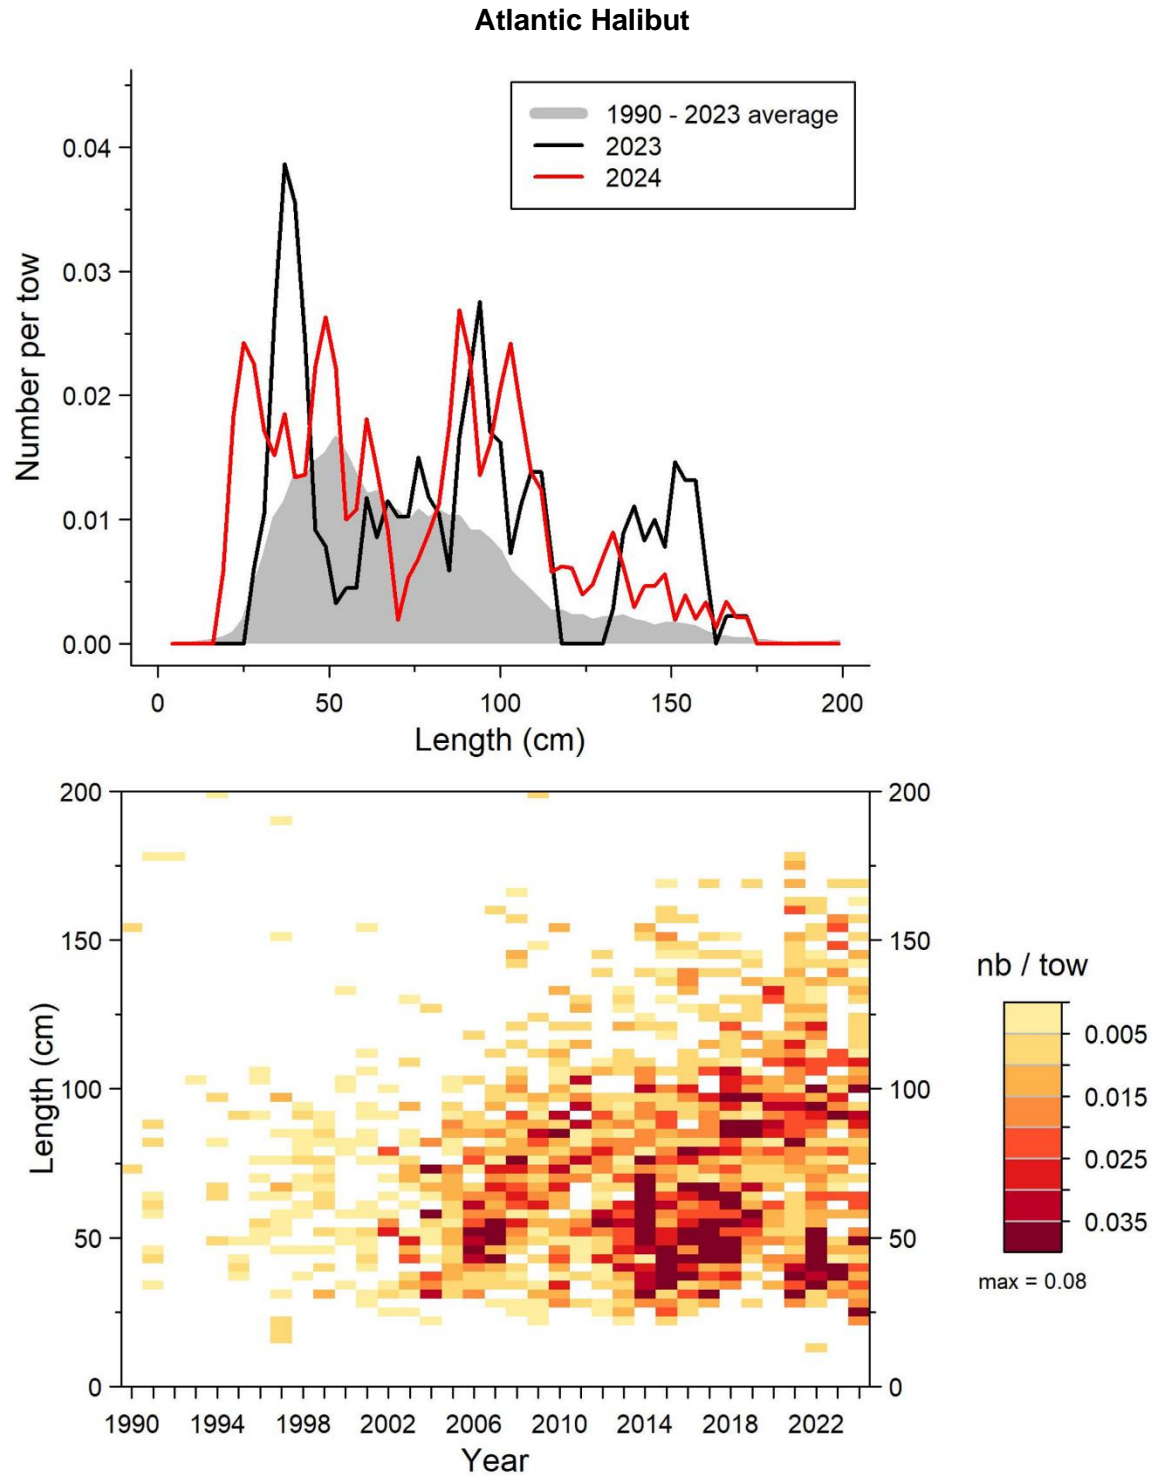 Atlantic Halibut
1990 - 2023 average
2023
2024
Number per tow
0.04
0.03
0.02
0.01
0.00
0 50 100 150 200
Length (cm)
200 200
150 150
100 100
50 50
0 0
Length (cm)
1990 1994 1998 2002 2006 2010 2014 2018 2022
Year
nb / tow
0.005
0.015
0.025
0.035
max = 0.08